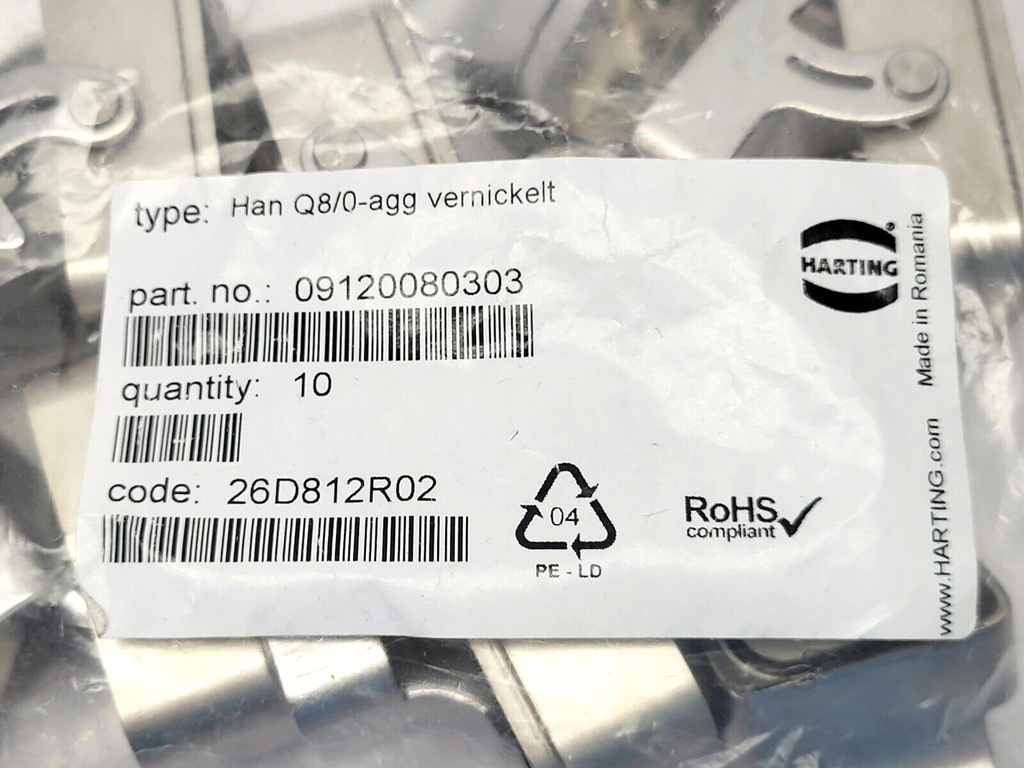 type: Han Q8/0-agg vernickelt
HARTING®
Made in Romania
part. no.: 09120080303
quantity: 10
code: 26D812R02
04
PE - LD
RoHS
compliant
www.HARTING.com